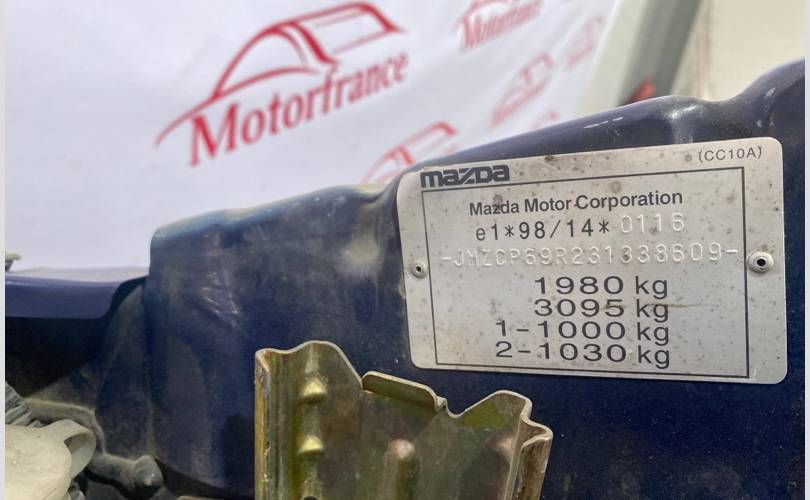 Motorfrance
Motorfrance
(CC10A)
mazda
Mazda Motor Corporation
e1*98/14*0116
-JMZCP69R231338609-
1980 kg
3095 kg
1-1000 kg
2-1030 kg